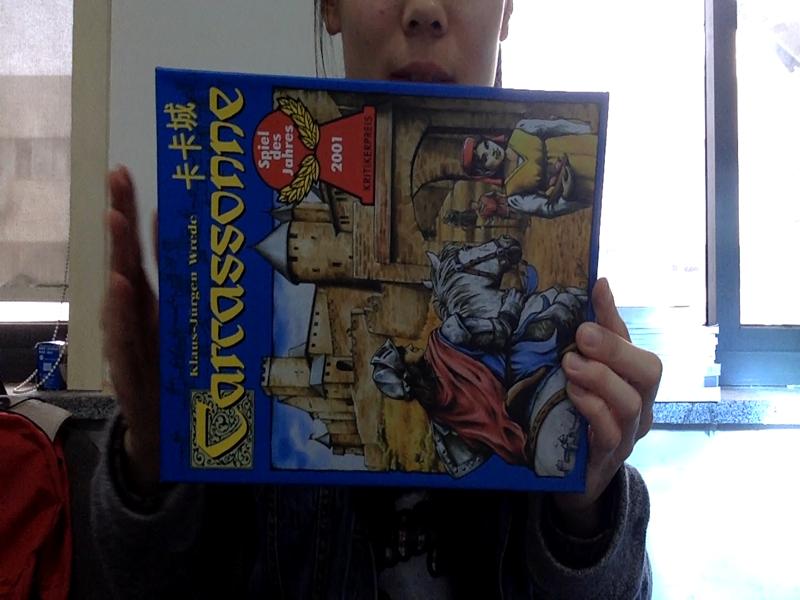 Klaus-Jürgen Wrede
Carcassonne 卡卡城
Spiel
des
Jahres
2001
KRITIKERPREIS